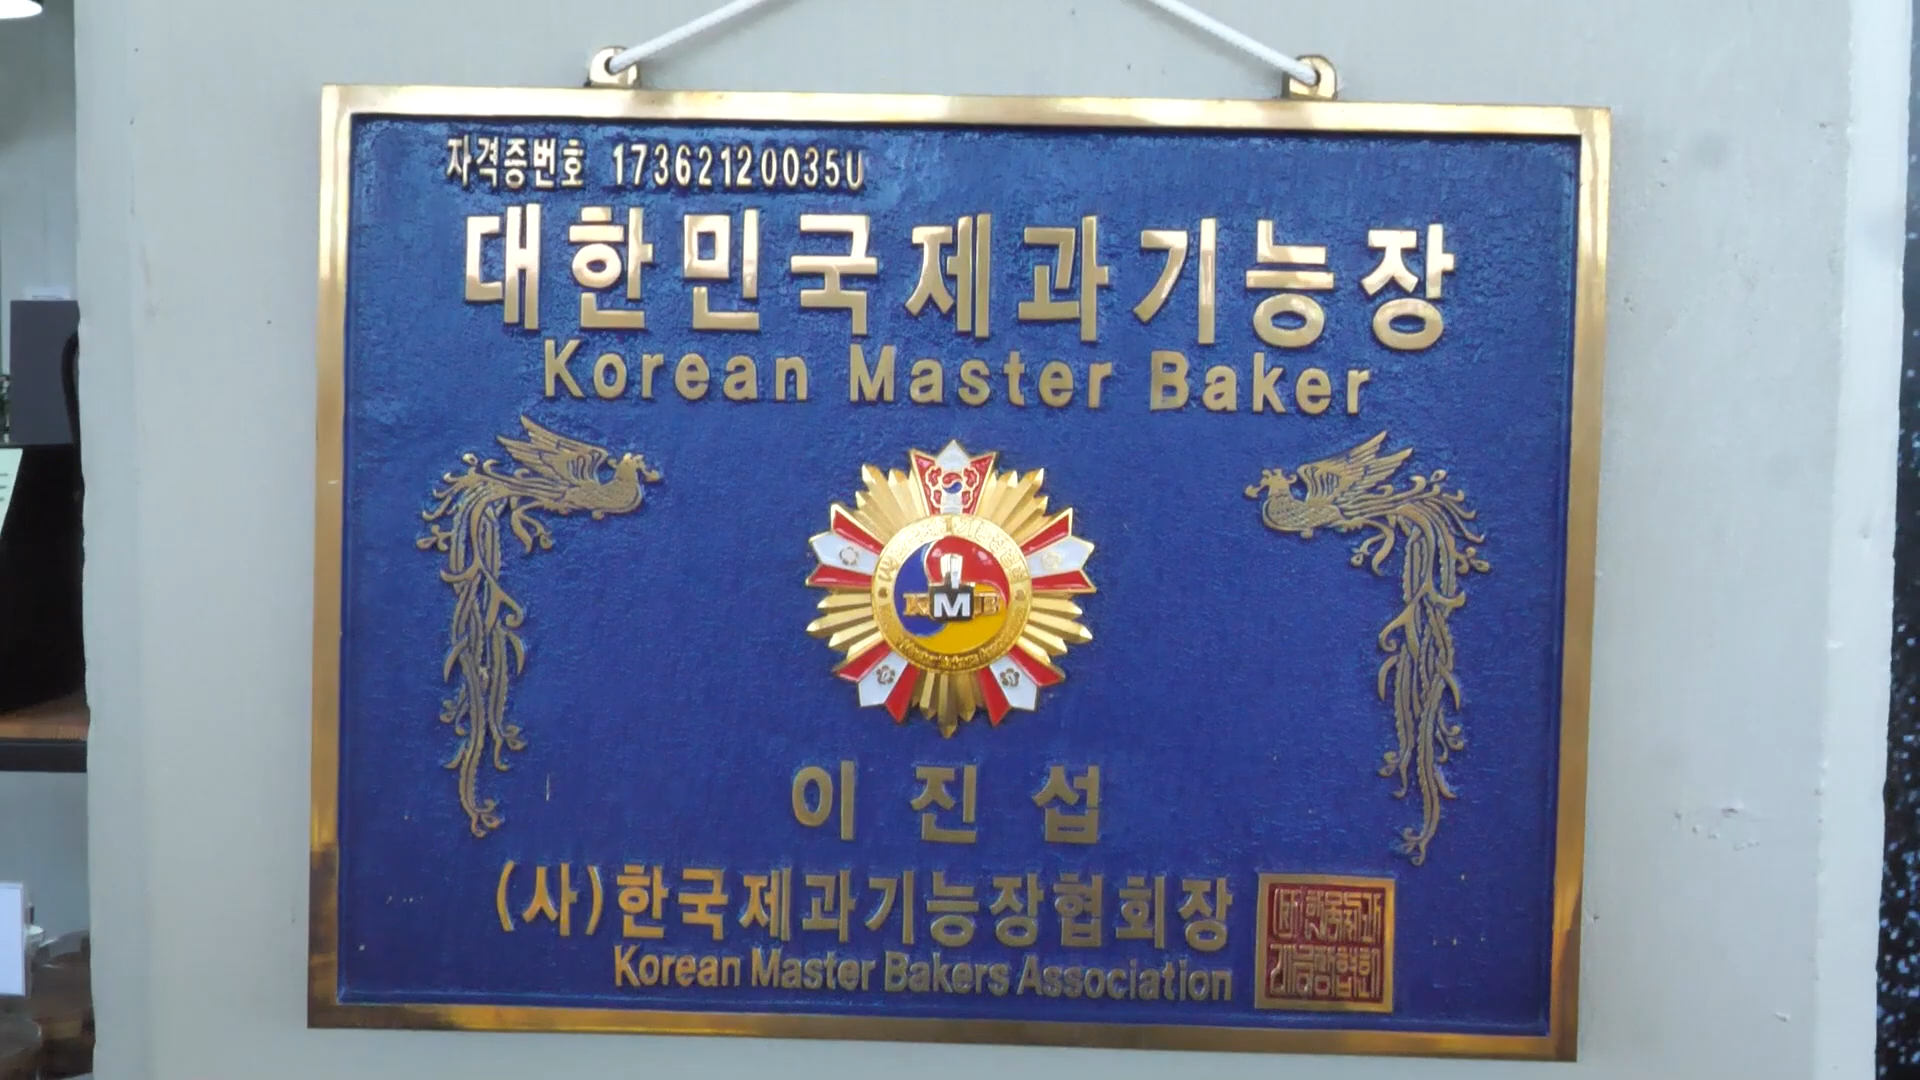 자격증번호 17362120035U
대한민국제과기능장
Korean Master Baker
KMB
이진섭
(사)한국제과기능장협회장
Korean Master Bakers Association